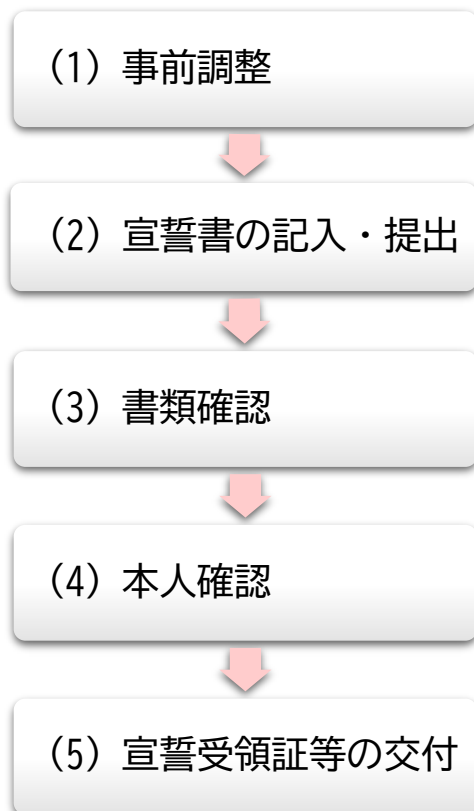 (1) 事前調整
(2) 宣誓書の記入・提出
(3) 書類確認
(4) 本人確認
(5) 宣誓受領証等の交付